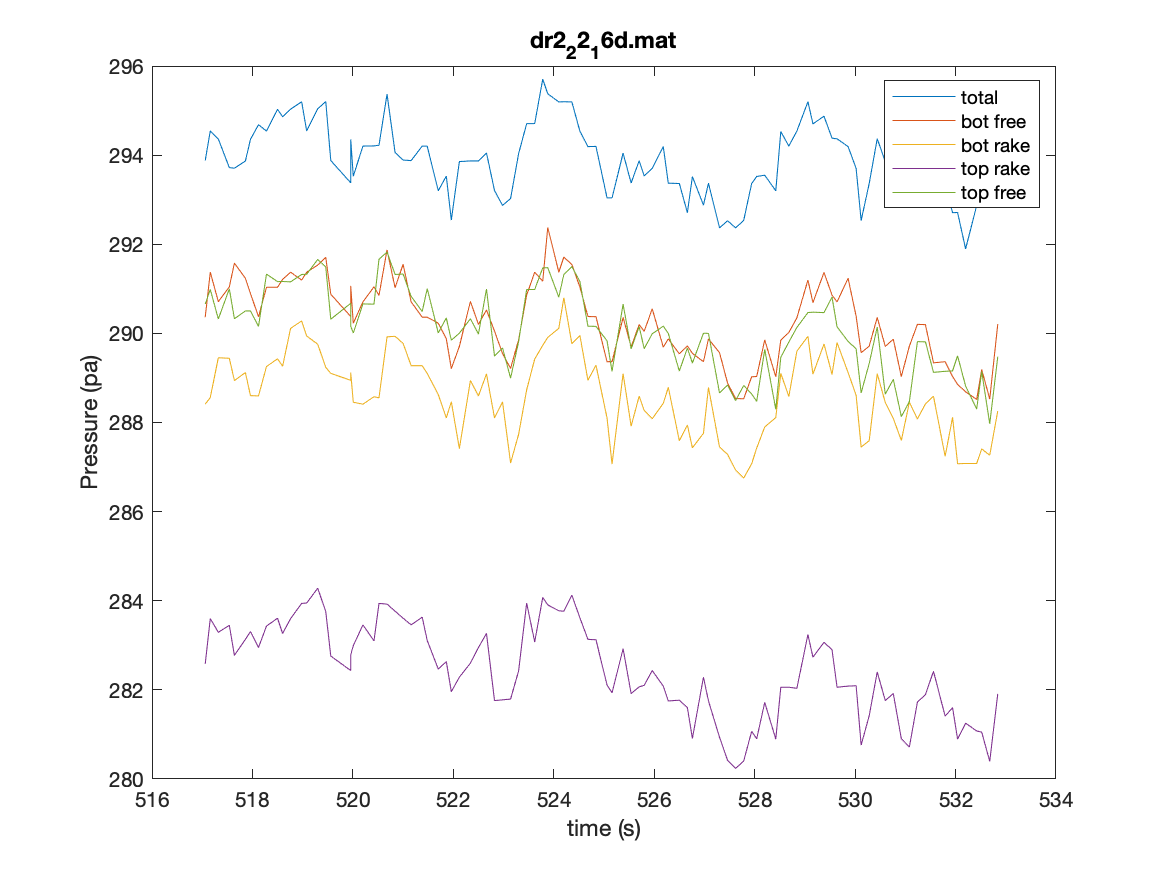 dr2₂2₁6d.mat
296
294
292
290
288
286
284
282
280
Pressure (pa)
516 518 520 522 524 526 528 530 532 534
time (s)
total
bot free
bot rake
top rake
top free